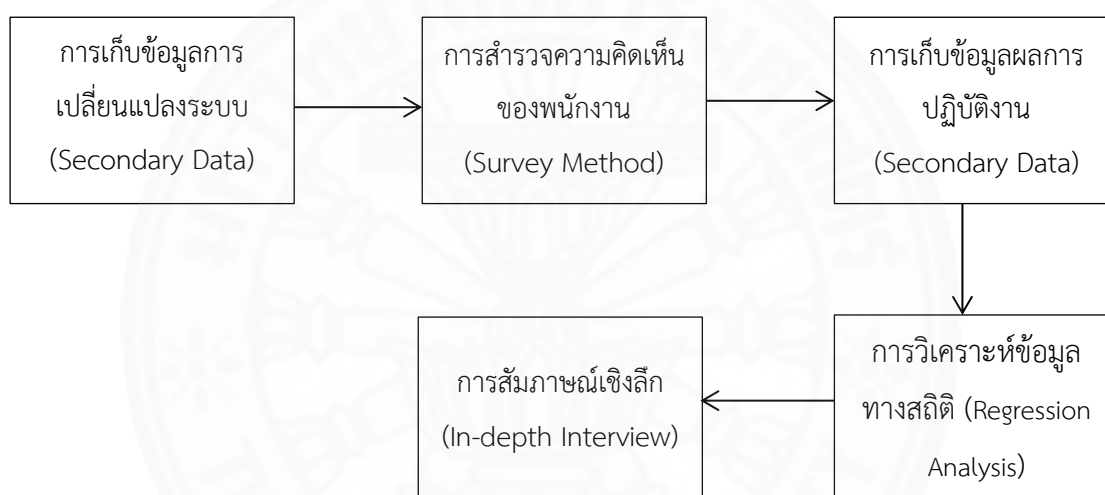 การเก็บข้อมูลการ
เปลี่ยนแปลงระบบ
(Secondary Data)
การสำรวจความคิดเห็น
ของพนักงาน
(Survey Method)
การเก็บข้อมูลผลการ
ปฏิบัติงาน
(Secondary Data)
การวิเคราะห์ข้อมูล
ทางสถิติ (Regression
Analysis)
การสัมภาษณ์เชิงลึก
(In-depth Interview)